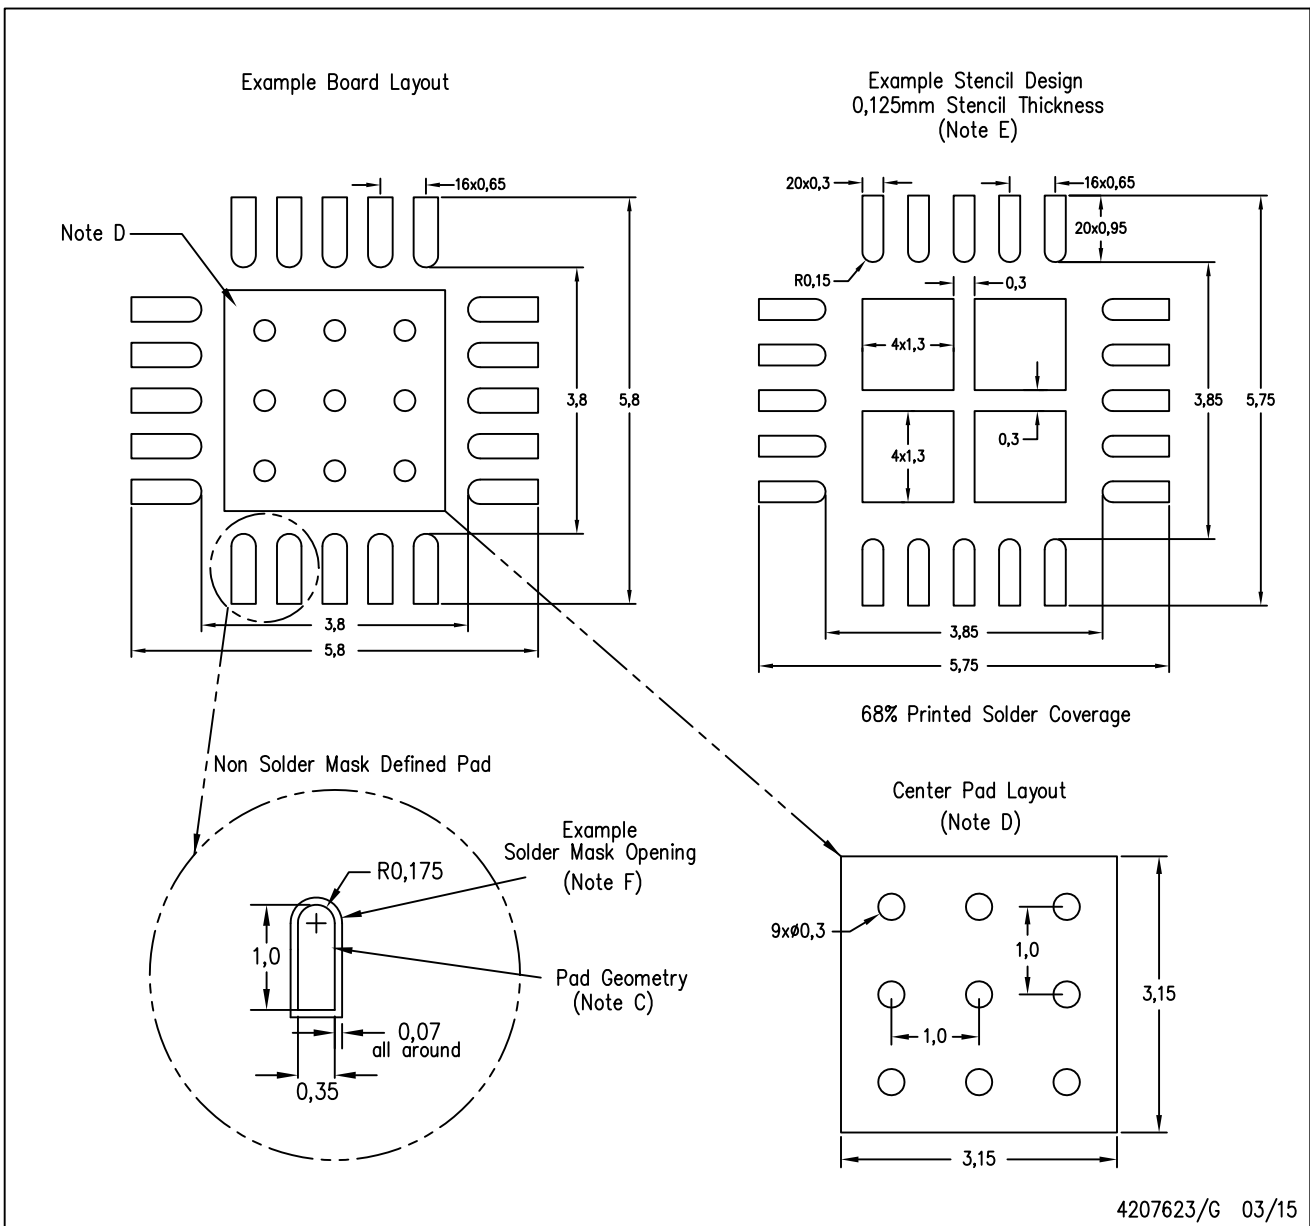 Example Board Layout
16x0,65
Note D
3,8
5,8
3,8
5,8
Example Stencil Design
0,125mm Stencil Thickness
(Note E)
20x0,3
16x0,65
20x0,95
R0,15
0,3
4x1,3
3,85
5,75
0,3
4x1,3
3,85
5,75
68% Printed Solder Coverage
Non Solder Mask Defined Pad
Example
Solder Mask Opening
(Note F)
R0,175
1,0
Pad Geometry
(Note C)
0,07
all around
0,35
Center Pad Layout
(Note D)
9xø0,3
1,0
3,15
1,0
3,15
4207623/G 03/15